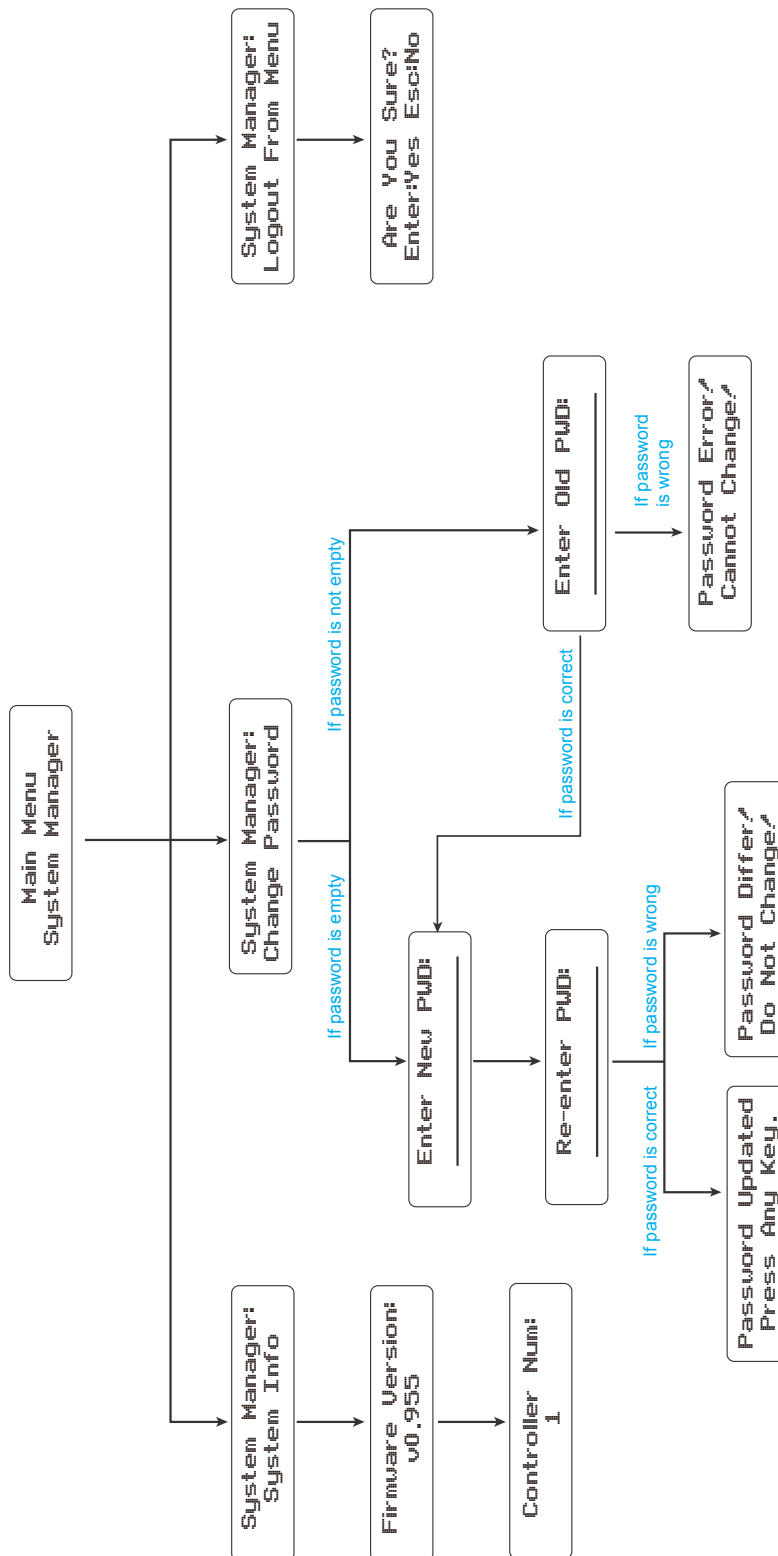 Main Menu
System Manager
System Manager:
System Info
System Manager:
Change Password
System Manager:
Logout From Menu
Firmware Version:
v0.955
If password is empty
If password is not empty
Are You Sure?
Enter:Yes Esc:No
Controller Num:
1
Enter New PWD:
If password is correct
Enter Old PWD:
Re-enter PWD:
If password
is wrong
If password is correct
If password is wrong
Password Error!
Cannot Change!
Password Updated
Press Any Key.
Password Differ!
Do Not Change!